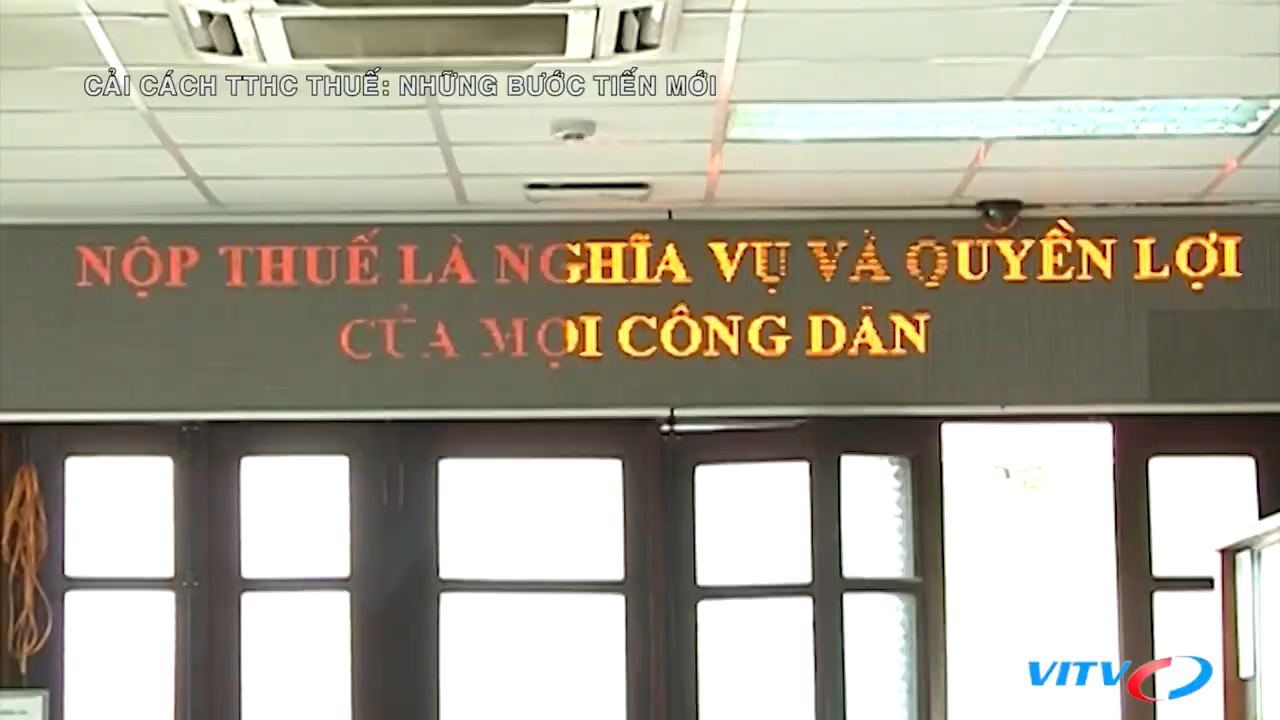 CẢI CÁCH TTHC THUẾ: NHỮNG BƯỚC TIẾN MỚI
NỘP THUẾ LÀ NGHĨA VỤ VÀ QUYỀN LỢI
CỦA MỌI CÔNG DÂN
VITV